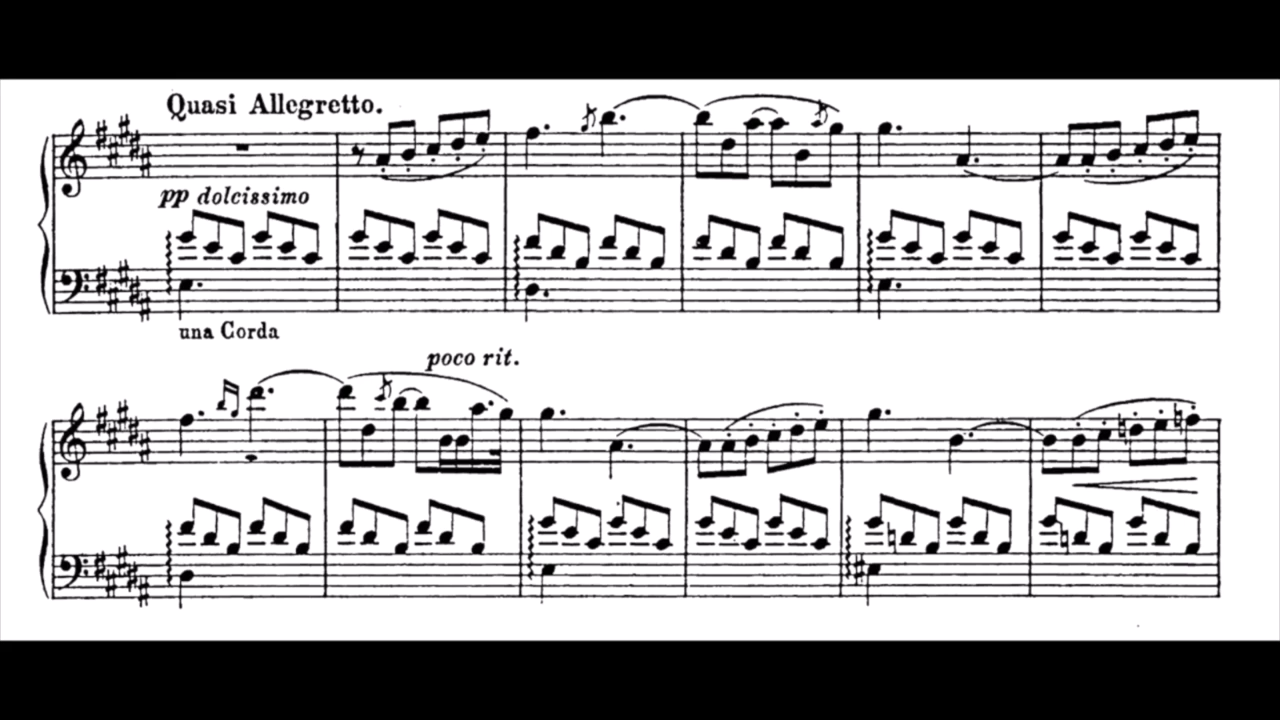 Quasi Allegretto.
pp dolcissimo
una Corda
poco rit.